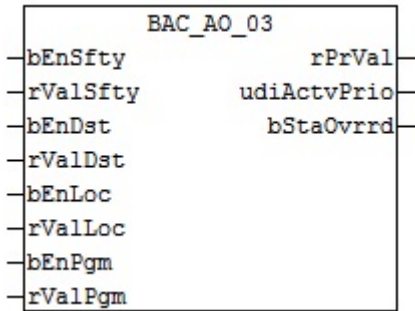 BAC_AO_03
bEnSfty rPrVal
rValSfty udiActvPrio
bEnDst bStaOvrrd
rValDst
bEnLoc
rValLoc
bEnPgm
rValPgm